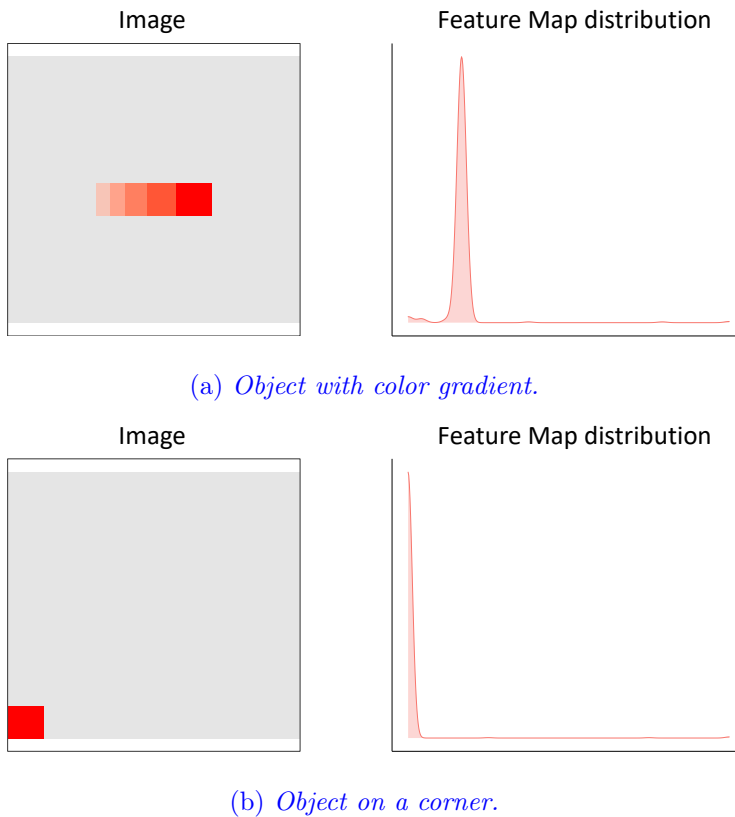 Image
Feature Map distribution
(a) Object with color gradient.
Image
Feature Map distribution
(b) Object on a corner.